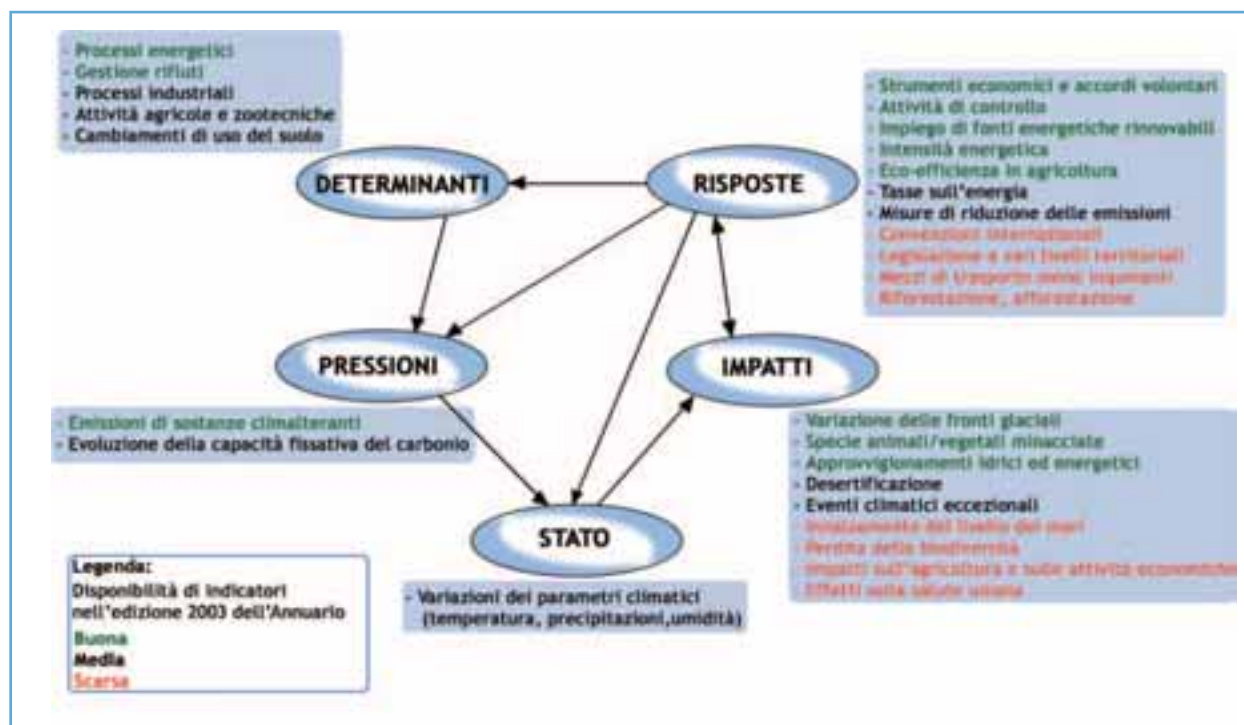 - Processi energetici
- Gestione rifiuti
- Processi industriali
- Attività agricole e zootecniche
- Cambiamenti di uso del suolo
DETERMINANTI
RISPOSTE
- Strumenti economici e accordi volontari
- Attività di controllo
- Impiego di fonti energetiche rinnovabili
- Intensità energetica
- Eco-efficienza in agricoltura
- Tasse sull'energia
- Misure di riduzione delle emissioni
- Convenzioni internazionali
- Legislazione a vari livelli territoriali
- Mezzi di trasporto meno inquinanti
- Riforestazione, afforestazione
PRESSIONI
IMPATTI
- Emissioni di sostanze climalteranti
- Evoluzione della capacità fissativa del carbonio
- Variazione delle fronti glaciali
- Specie animali/vegetali minacciate
- Approvvigionamenti idrici ed energetici
- Desertificazione
- Eventi climatici eccezionali
- Innalzamento del livello dei mari
- Perdita della biodiversità
- Impatti sull'agricoltura e sulle attività economiche
- Effetti sulla salute umana
STATO
- Variazioni dei parametri climatici
(temperatura, precipitazioni,umidità)
Legenda:
Disponibilità di indicatori
nell'edizione 2003 dell'Annuario
Buona
Media
Scarsa